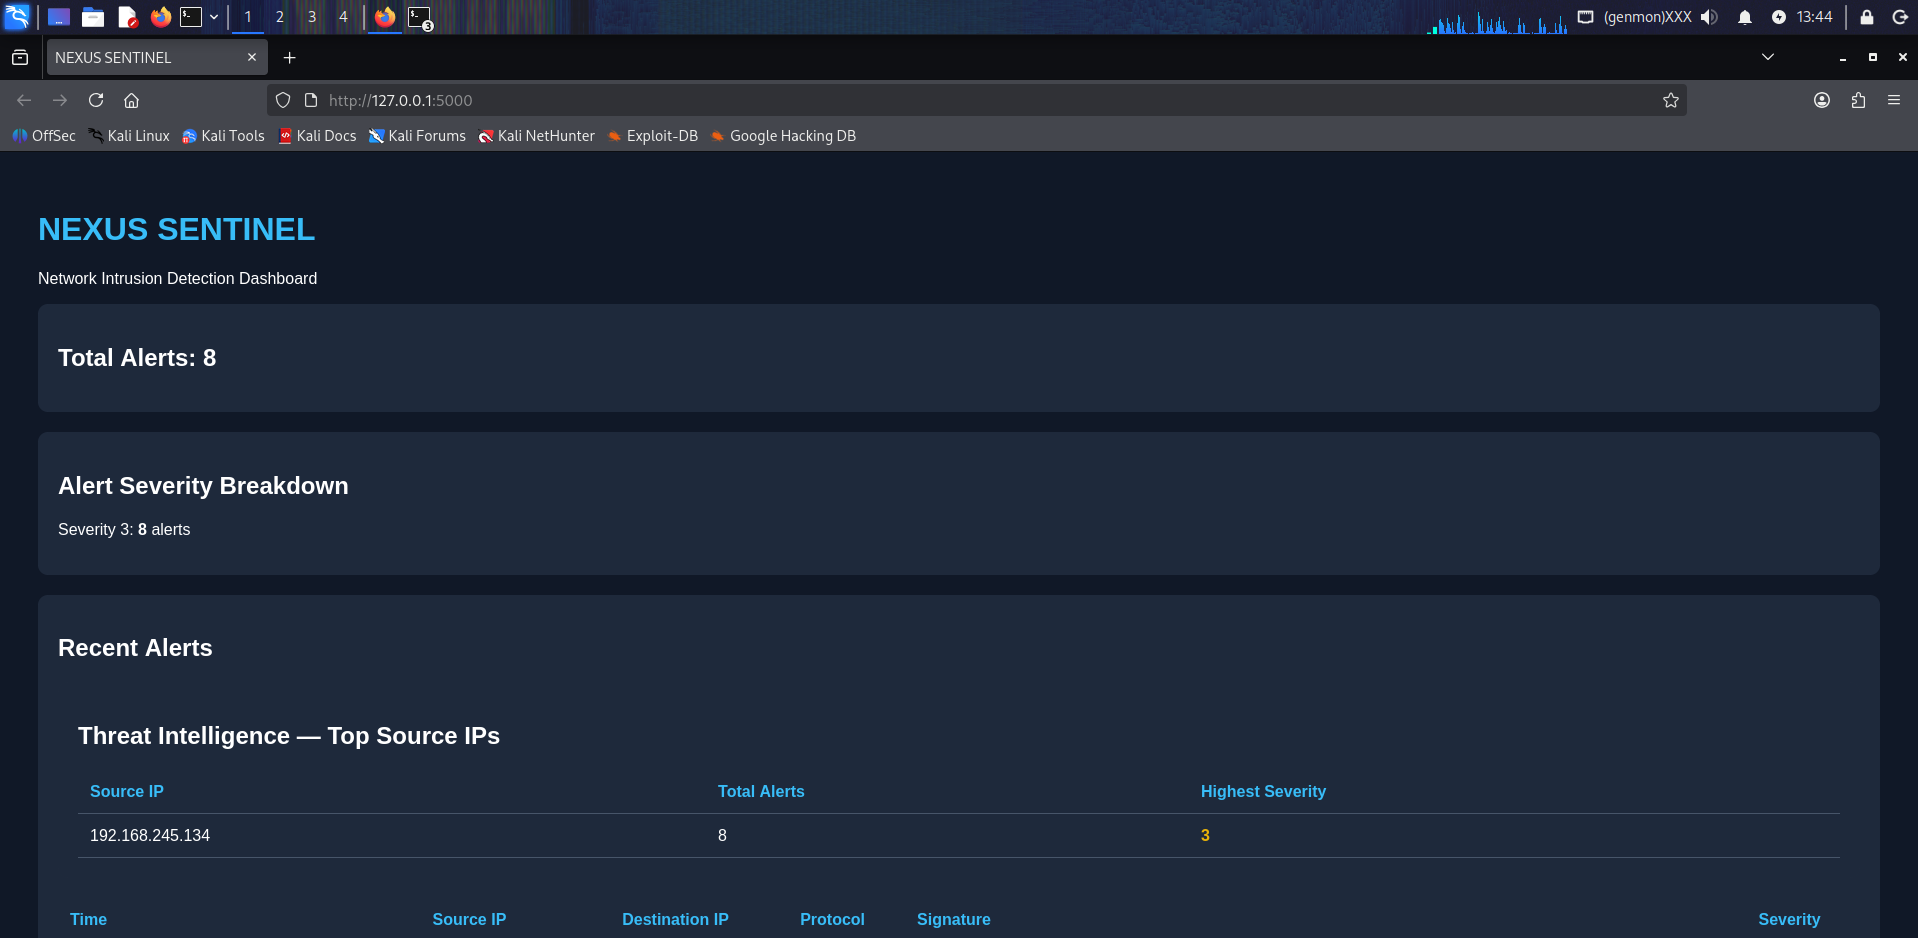 1 2 3 4 3 (genmon)XXX 13:44
NEXUS SENTINEL
http://127.0.0.1:5000
OffSec Kali Linux Kali Tools Kali Docs Kali Forums Kali NetHunter Exploit-DB Google Hacking DB
NEXUS SENTINEL
Network Intrusion Detection Dashboard
Total Alerts: 8
Alert Severity Breakdown
Severity 3: 8 alerts
Recent Alerts
Threat Intelligence — Top Source IPs
Source IP Total Alerts Highest Severity
192.168.245.134 8 3
Time Source IP Destination IP Protocol Signature Severity